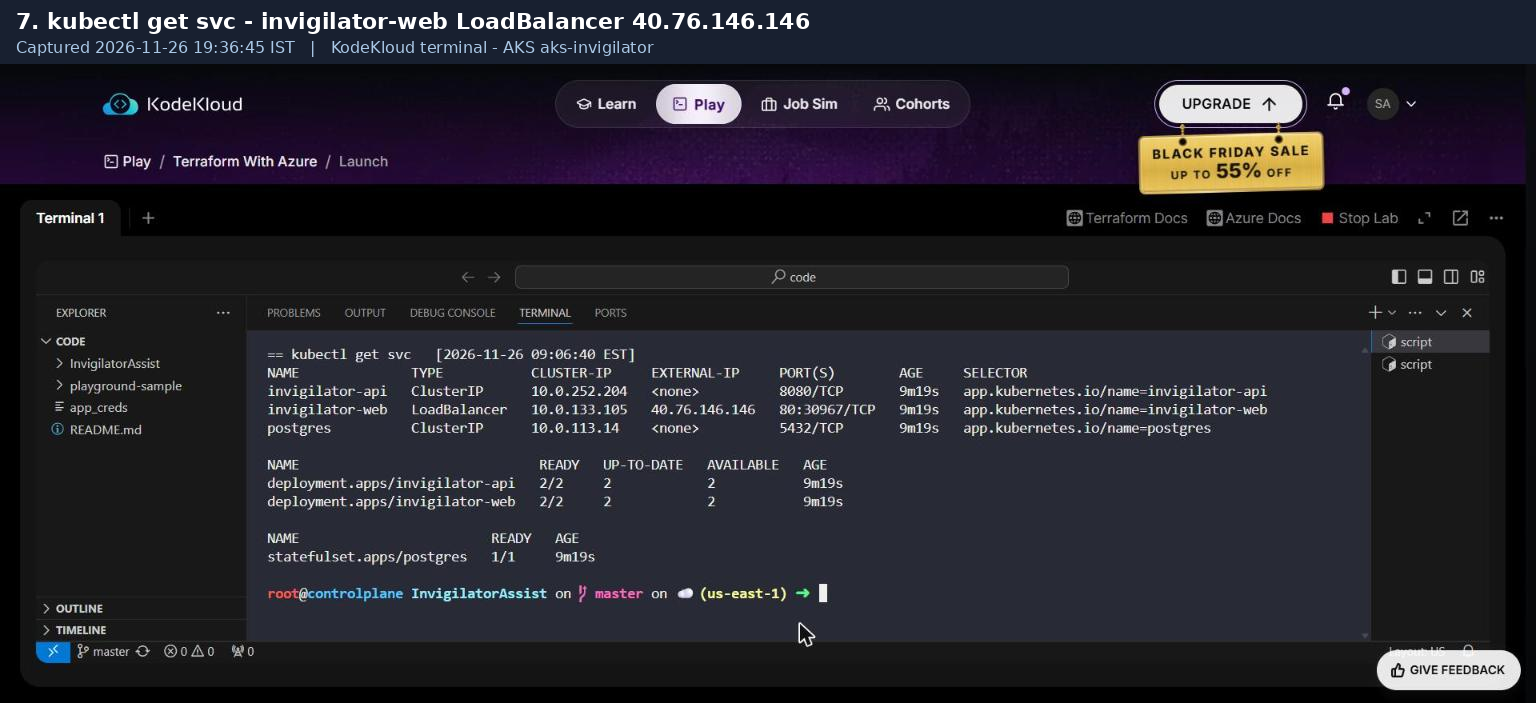 7. kubectl get svc - invigilator-web LoadBalancer 40.76.146.146
Captured 2026-11-26 19:36:45 IST | KodeKloud terminal - AKS aks-invigilator
KodeKloud
Learn Play Job Sim Cohorts
UPGRADE
SA
BLACK FRIDAY SALE
UP TO 55% OFF
Play / Terraform With Azure / Launch
Terminal 1
Terraform Docs Azure Docs Stop Lab
code
EXPLORER
CODE
InvigilatorAssist
playground-sample
app_creds
README.md
OUTLINE
TIMELINE
PROBLEMS OUTPUT DEBUG CONSOLE TERMINAL PORTS
== kubectl get svc [2026-11-26 09:06:40 EST]
NAME TYPE CLUSTER-IP EXTERNAL-IP PORT(S) AGE SELECTOR
invigilator-api ClusterIP 10.0.252.204 <none> 8080/TCP 9m19s app.kubernetes.io/name=invigilator-api
invigilator-web LoadBalancer 10.0.133.105 40.76.146.146 80:30967/TCP 9m19s app.kubernetes.io/name=invigilator-web
postgres ClusterIP 10.0.113.14 <none> 5432/TCP 9m19s app.kubernetes.io/name=postgres
NAME READY UP-TO-DATE AVAILABLE AGE
deployment.apps/invigilator-api 2/2 2 2 9m19s
deployment.apps/invigilator-web 2/2 2 2 9m19s
NAME READY AGE
statefulset.apps/postgres 1/1 9m19s
root@controlplane InvigilatorAssist on master on (us-east-1) ➜
script
script
master 0 0 0
Layout: US
GIVE FEEDBACK